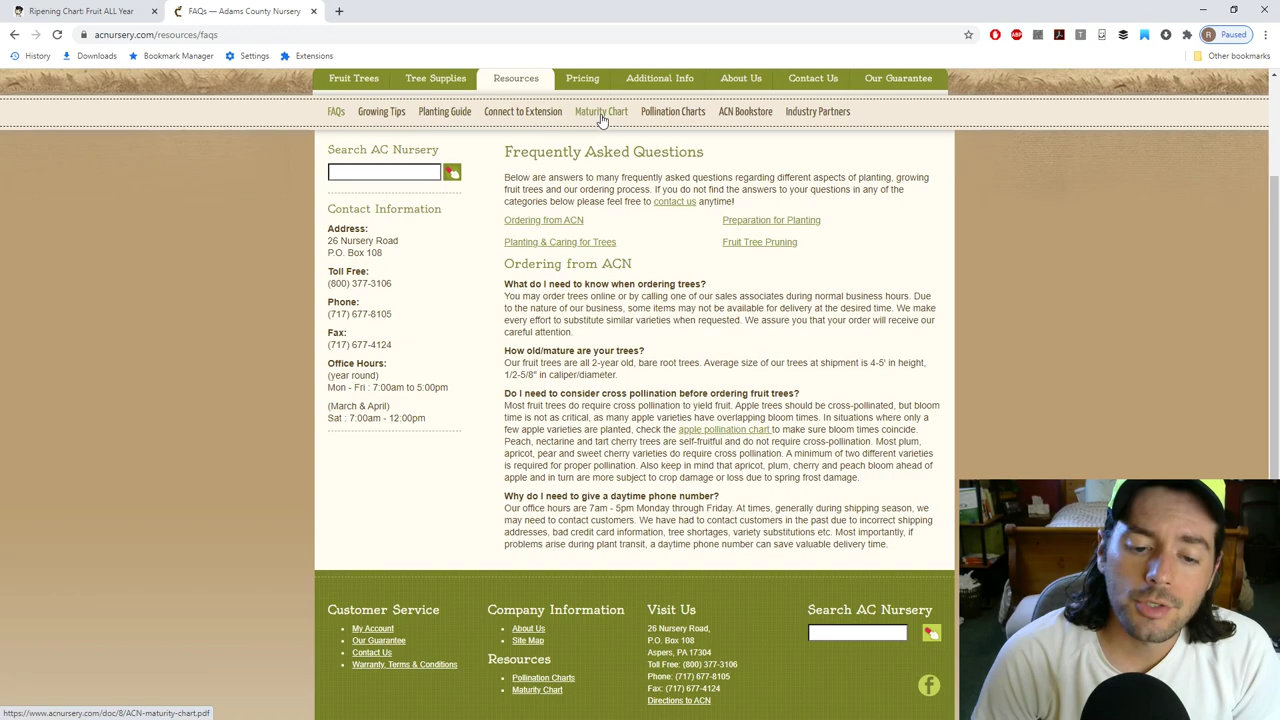 Ripening Chart: Fruit ALL Year
FAQs — Adams County Nursery
acnursery.com/resources/faqs
Paused
History
Downloads
Bookmark Manager
Settings
Extensions
Other bookmarks
Fruit Trees
Tree Supplies
Resources
Pricing
Additional Info
About Us
Contact Us
Our Guarantee
FAQs
Growing Tips
Planting Guide
Connect to Extension
Maturity Chart
Pollination Charts
ACN Bookstore
Industry Partners
Search AC Nursery
Contact Information
Address:
26 Nursery Road
P.O. Box 108
Toll Free:
(800) 377-3106
Phone:
(717) 677-8105
Fax:
(717) 677-4124
Office Hours:
(year round)
Mon - Fri : 7:00am to 5:00pm
(March & April)
Sat : 7:00am - 12:00pm
Frequently Asked Questions
Below are answers to many frequently asked questions regarding different aspects of planting, growing
fruit trees and our ordering process. If you do not find the answers to your questions in any of the
categories below please feel free to contact us anytime!
Ordering from ACN
Preparation for Planting
Planting & Caring for Trees
Fruit Tree Pruning
Ordering from ACN
What do I need to know when ordering trees?
You may order trees online or by calling one of our sales associates during normal business hours. Due
to the nature of our business, some items may not be available for delivery at the desired time. We make
every effort to substitute similar varieties when requested. We assure you that your order will receive our
careful attention.
How old/mature are your trees?
Our fruit trees are all 2-year old, bare root trees. Average size of our trees at shipment is 4-5' in height,
1/2-5/8" in caliper/diameter.
Do I need to consider cross pollination before ordering fruit trees?
Most fruit trees do require cross pollination to yield fruit. Apple trees should be cross-pollinated, but bloom
time is not as critical, as many apple varieties have overlapping bloom times. In situations where only
a few apple varieties are planted, check the apple pollination chart to make sure bloom times coincide.
Peach, nectarine and tart cherry trees are self-fruitful and do not require cross-pollination. Most plum,
apricot, pear and sweet cherry varieties do require cross pollination. A minimum of two different varieties
is required for proper pollination. Also keep in mind that apricot, plum, cherry and peach bloom ahead of
apple and in turn are more subject to crop damage or loss due to spring frost damage.
Why do I need to give a daytime phone number?
Our office hours are 7am - 5pm Monday through Friday. At times, generally during shipping season, we
may need to contact customers. We have had to contact customers in the past due to incorrect shipping
addresses, bad credit card information, tree shortages, variety substitutions etc. Most importantly, if
problems arise during plant transit, a daytime phone number can save valuable delivery time.
Customer Service
My Account
Our Guarantee
Contact Us
Warranty, Terms & Conditions
Company Information
About Us
Site Map
Resources
Pollination Charts
Maturity Chart
Visit Us
26 Nursery Road,
P.O. Box 108
Aspers, PA 17304
Toll Free: (800) 377-3106
Phone: (717) 677-8105
Fax: (717) 677-4124
Directions to ACN
Search AC Nursery
https://www.acnursery.com/doc/8/ACN-maturity-chart.pdf